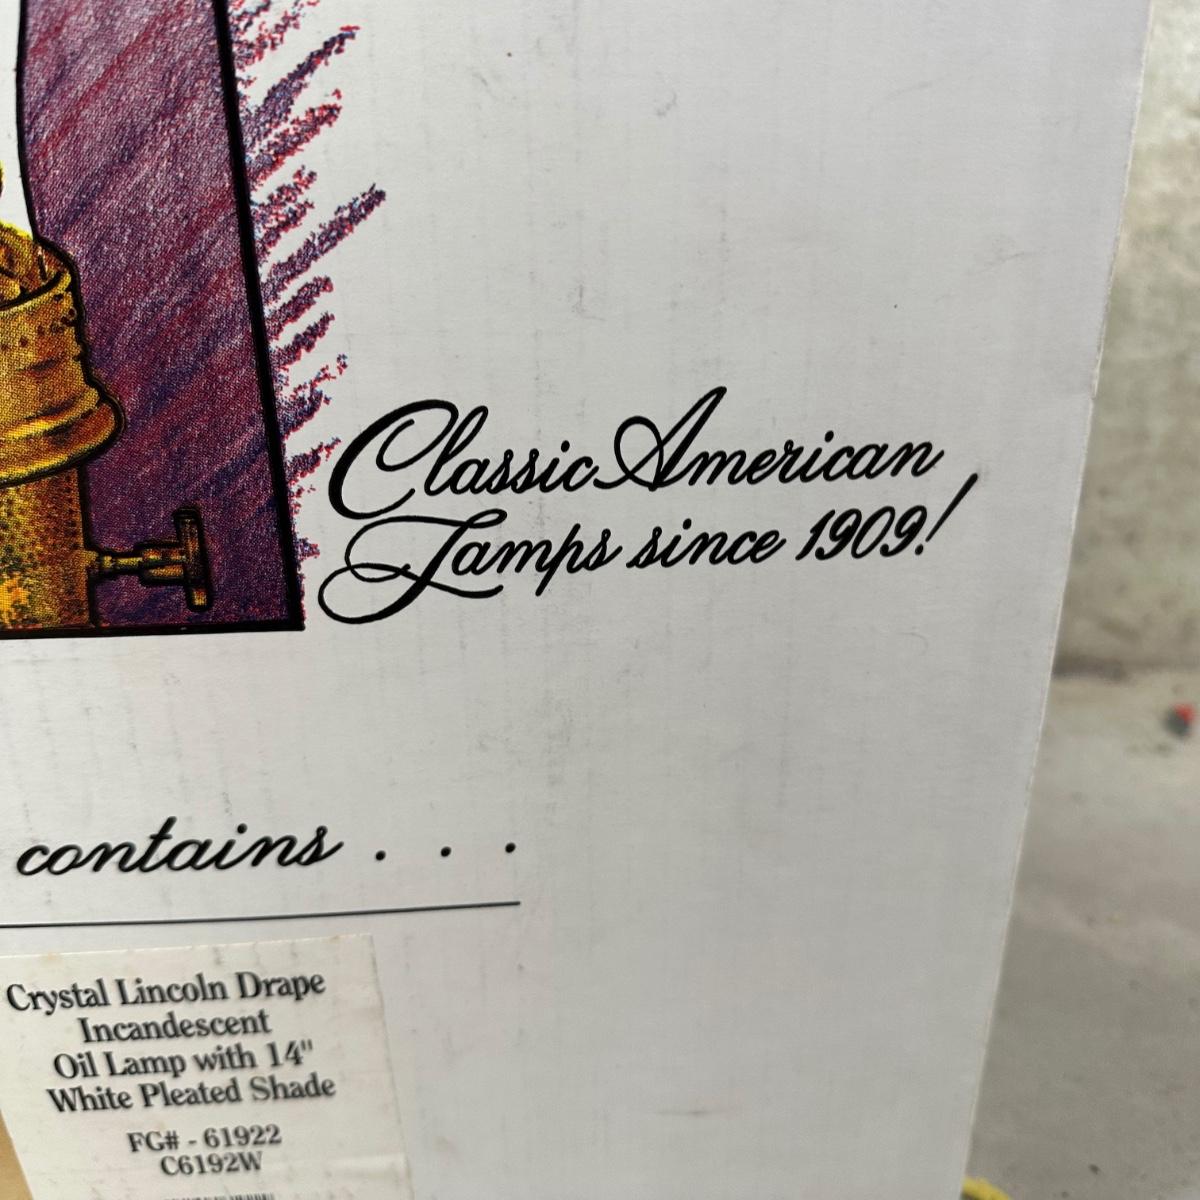 Classic American
Lamps since 1909!
contains . . .
Crystal Lincoln Drape
Incandescent
Oil Lamp with 14"
White Pleated Shade
FG# - 61922
C6192W